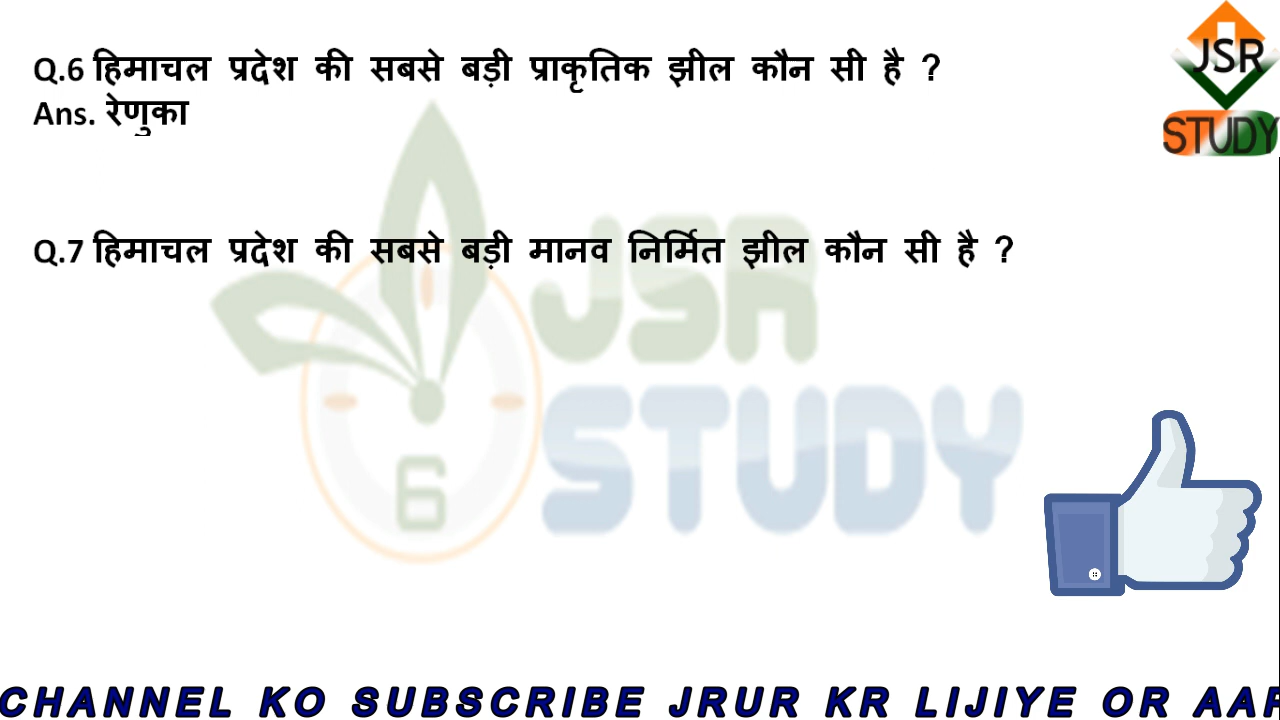 Q.6 हिमाचल प्रदेश की सबसे बड़ी प्राकृतिक झील कौन सी है ?
Ans. रेणुका
Q.7 हिमाचल प्रदेश की सबसे बड़ी मानव निर्मित झील कौन सी है ?
JSR
STUDY
JSR
STUDY
6
CHANNEL KO SUBSCRIBE JRUR KR LIJIYE OR